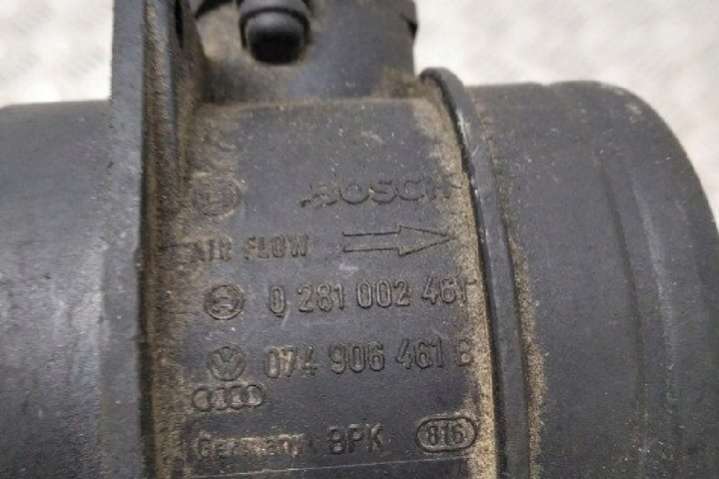 BOSCH
AIR FLOW
0 281 002 461
074 906 461 B
Germany BPK 816